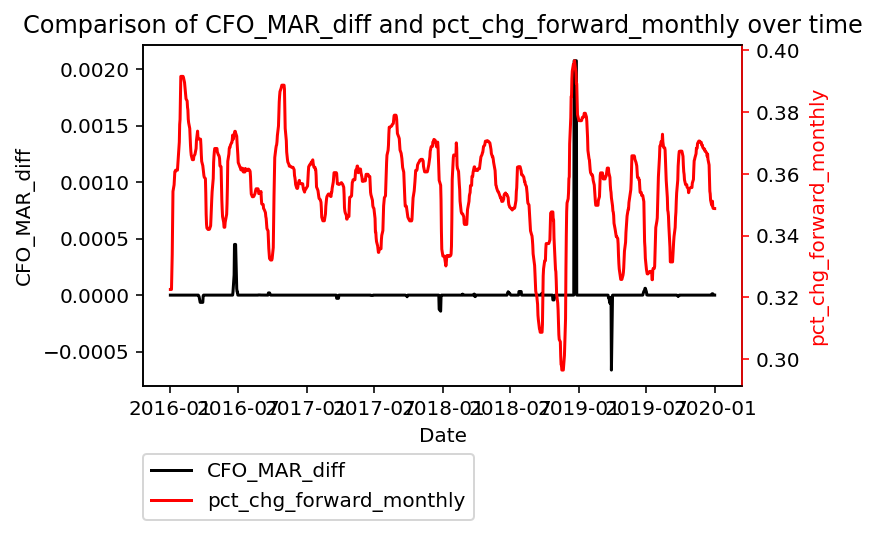 Comparison of CFO_MAR_diff and pct_chg_forward_monthly over time
0.0020
0.0015
0.0010
0.0005
0.0000
−0.0005
CFO_MAR_diff
0.40
0.38
0.36
0.34
0.32
0.30
pct_chg_forward_monthly
2016-01 2016-07 2017-01 2017-07 2018-01 2018-07 2019-01 2019-07 2020-01
Date
CFO_MAR_diff
pct_chg_forward_monthly